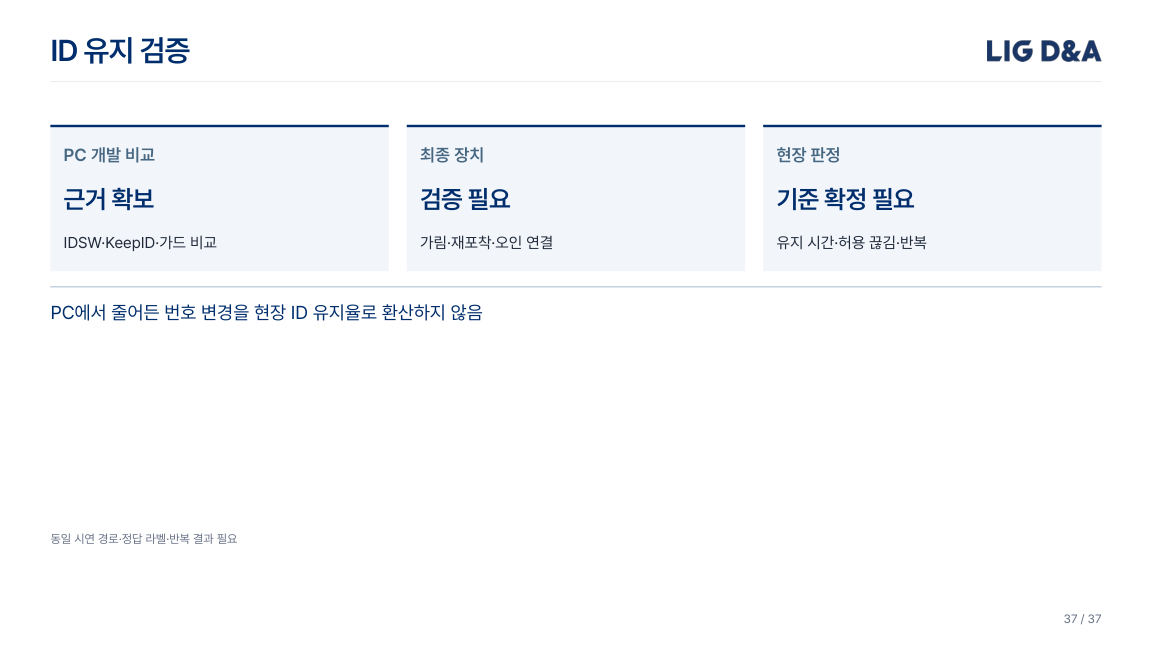 ID 유지 검증
LIG D&A
PC 개발 비교
근거 확보
IDSW·KeepID·가드 비교
최종 장치
검증 필요
가림·재포착·오인 연결
현장 판정
기준 확정 필요
유지 시간·허용 끊김·반복
PC에서 줄어든 번호 변경을 현장 ID 유지율로 환산하지 않음
동일 시연 경로·정답 라벨·반복 결과 필요
37 / 37